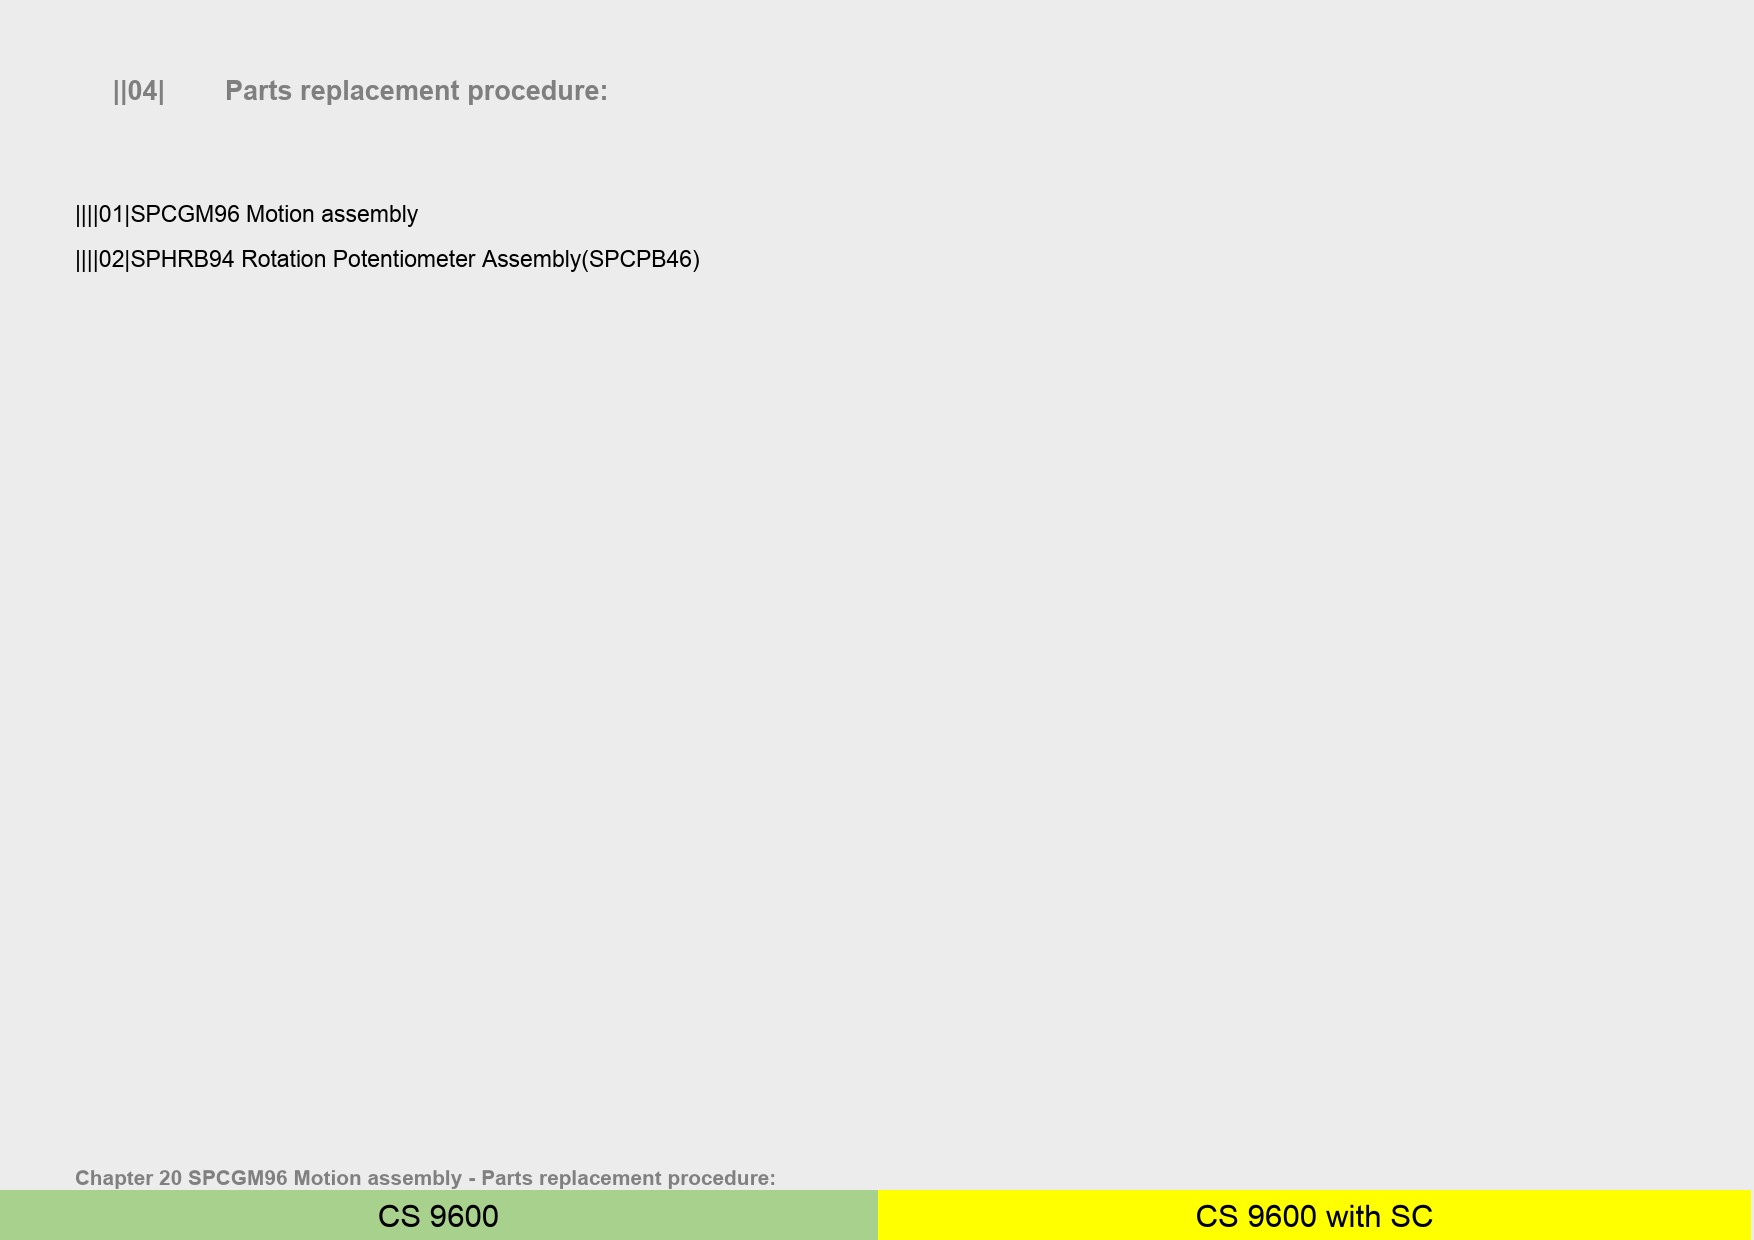 ||04| Parts replacement procedure:
||||01|SPCGM96 Motion assembly
||||02|SPHRB94 Rotation Potentiometer Assembly(SPCPB46)
Chapter 20 SPCGM96 Motion assembly - Parts replacement procedure:
CS 9600
CS 9600 with SC